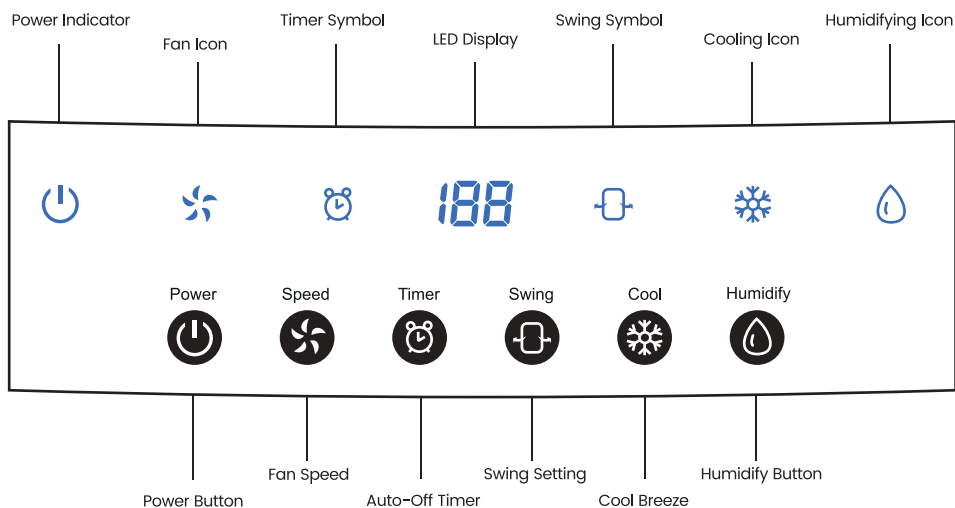 Power Indicator
Timer Symbol
Swing Symbol
Humidifying Icon
Fan Icon
LED Display
Cooling Icon
188
Power
Speed
Timer
Swing
Cool
Humidify
Fan Speed
Swing Setting
Humidify Button
Power Button
Auto-Off Timer
Cool Breeze